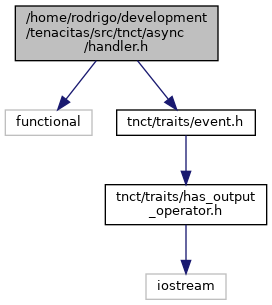 /home/rodrigo/development
/tenacitas/src/tnct/async
/handler.h
functional
tnct/traits/event.h
tnct/traits/has_output
_operator.h
iostream